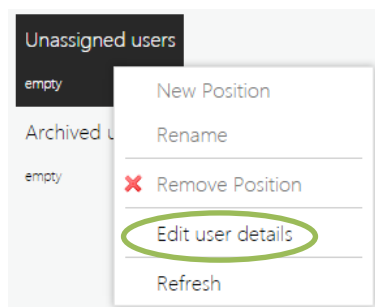 Unassigned users
empty
New Position
Archived u
Rename
empty
Remove Position
Edit user details
Refresh